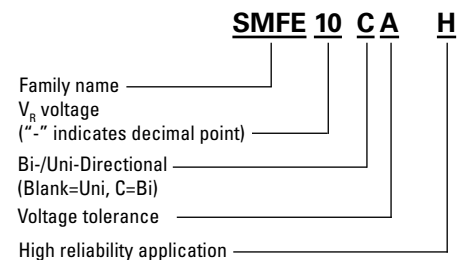 SMFE 10 C A H
Family name
VR voltage
(“-” indicates decimal point)
Bi-/Uni-Directional
(Blank=Uni, C=Bi)
Voltage tolerance
High reliability application